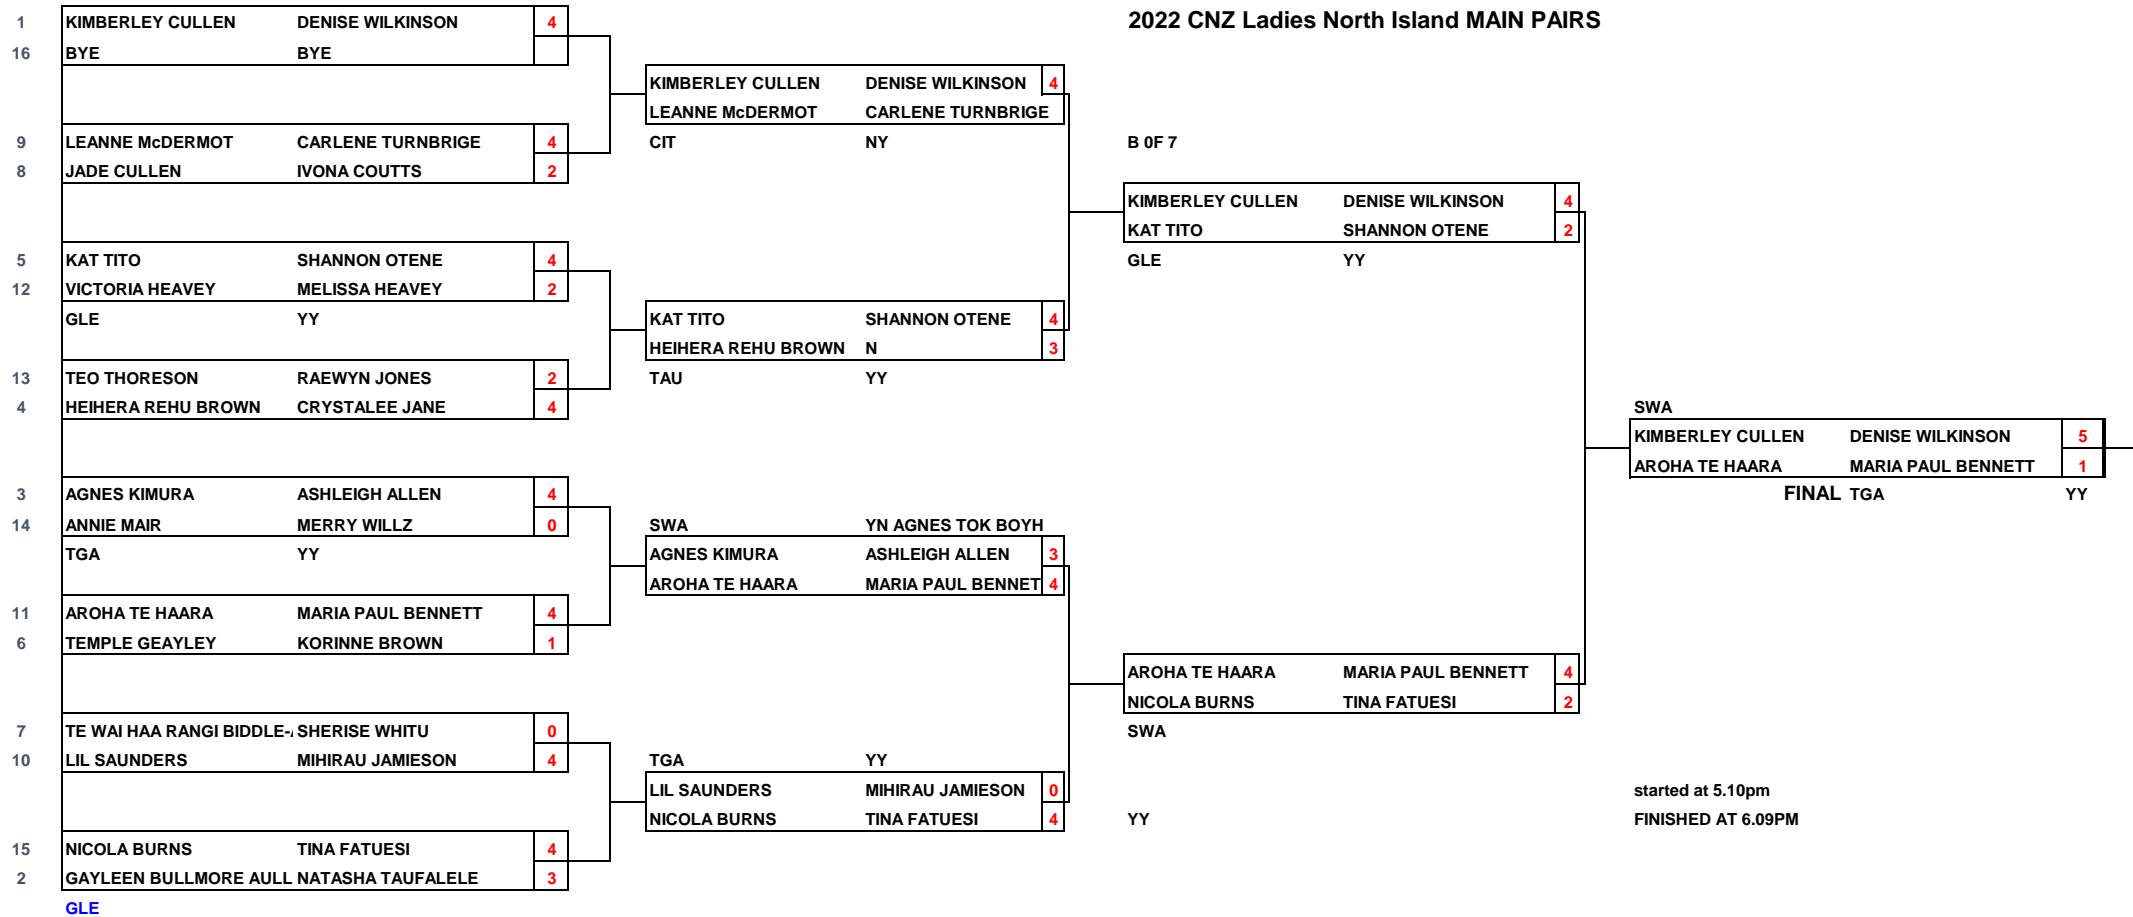 2022 CNZ Ladies North Island MAIN PAIRS
1 KIMBERLEY CULLEN DENISE WILKINSON 4
16 BYE BYE
KIMBERLEY CULLEN DENISE WILKINSON 4
LEANNE McDERMOT CARLENE TURNBRIGE
9 LEANNE McDERMOT CARLENE TURNBRIGE 4 CIT NY B 0F 7
8 JADE CULLEN IVONA COUTTS 2
KIMBERLEY CULLEN DENISE WILKINSON 4
KAT TITO SHANNON OTENE 2
5 KAT TITO SHANNON OTENE 4 GLE YY
12 VICTORIA HEAVEY MELISSA HEAVEY 2
GLE YY KAT TITO SHANNON OTENE 4
HEIHERA REHU BROWN N 3
13 TEO THORESON RAEWYN JONES 2 TAU YY
4 HEIHERA REHU BROWN CRYSTALEE JANE 4 SWA
KIMBERLEY CULLEN DENISE WILKINSON 5
AROHA TE HAARA MARIA PAUL BENNETT 1
3 AGNES KIMURA ASHLEIGH ALLEN 4 FINAL TGA YY
14 ANNIE MAIR MERRY WILLZ 0 SWA YN AGNES TOK BOYH
TGA YY AGNES KIMURA ASHLEIGH ALLEN 3
AROHA TE HAARA MARIA PAUL BENNET 4
11 AROHA TE HAARA MARIA PAUL BENNETT 4
6 TEMPLE GEAYLEY KORINNE BROWN 1
AROHA TE HAARA MARIA PAUL BENNETT 4
NICOLA BURNS TINA FATUESI 2
7 TE WAI HAA RANGI BIDDLE- SHERISE WHITU 0 SWA
10 LIL SAUNDERS MIHIRAU JAMIESON 4 TGA YY
LIL SAUNDERS MIHIRAU JAMIESON 0 started at 5.10pm
NICOLA BURNS TINA FATUESI 4 YY FINISHED AT 6.09PM
15 NICOLA BURNS TINA FATUESI 4
2 GAYLEEN BULLMORE AULL NATASHA TAUFALELE 3
GLE